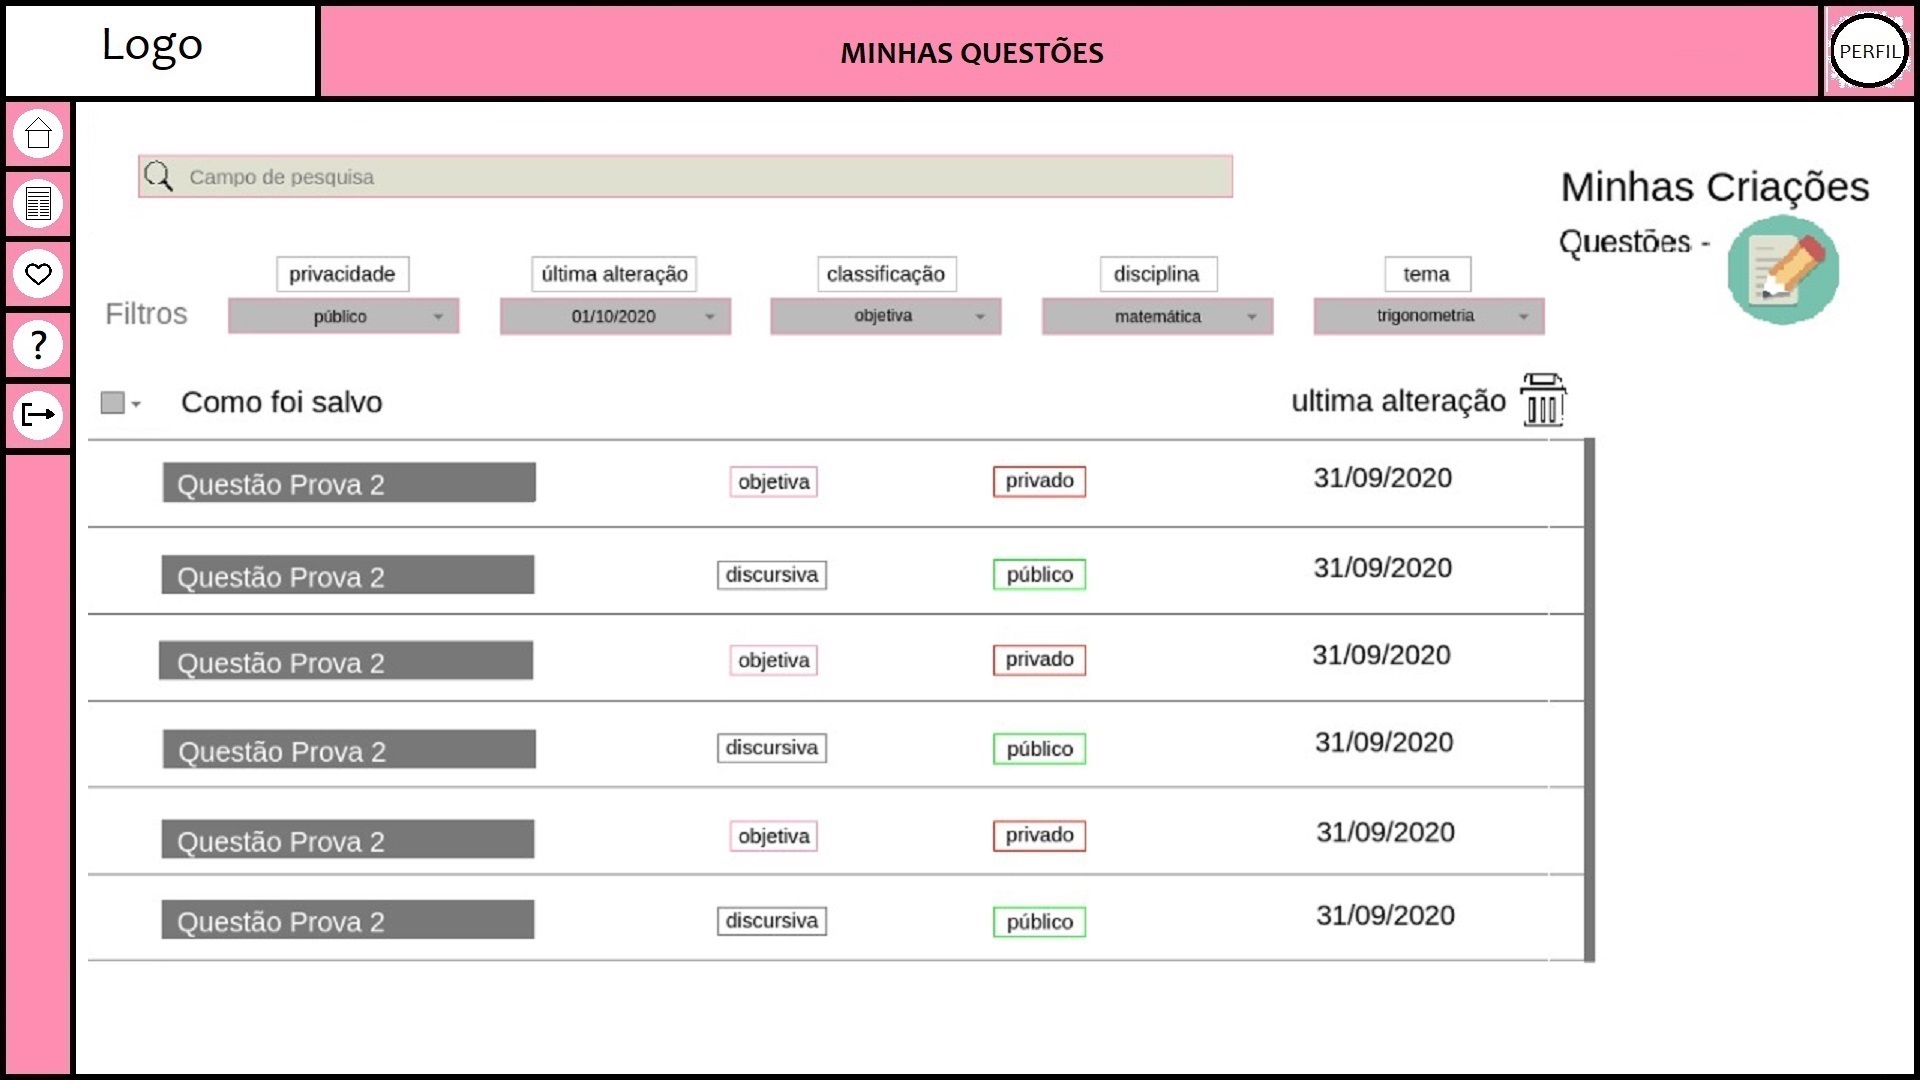 Logo
MINHAS QUESTÕES
PERFIL
Campo de pesquisa
Minhas Criações
Questões -
privacidade
última alteração
classificação
disciplina
tema
Filtros
público
01/10/2020
objetiva
matemática
trigonometria
?
Como foi salvo
ultima alteração
Questão Prova 2 objetiva privado 31/09/2020
Questão Prova 2 discursiva público 31/09/2020
Questão Prova 2 objetiva privado 31/09/2020
Questão Prova 2 discursiva público 31/09/2020
Questão Prova 2 objetiva privado 31/09/2020
Questão Prova 2 discursiva público 31/09/2020